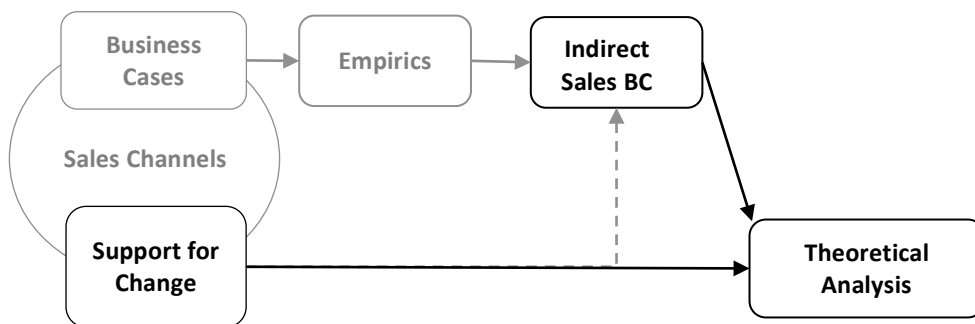 Business
Cases
Empirics
Indirect
Sales BC
Sales Channels
Support for
Change
Theoretical
Analysis